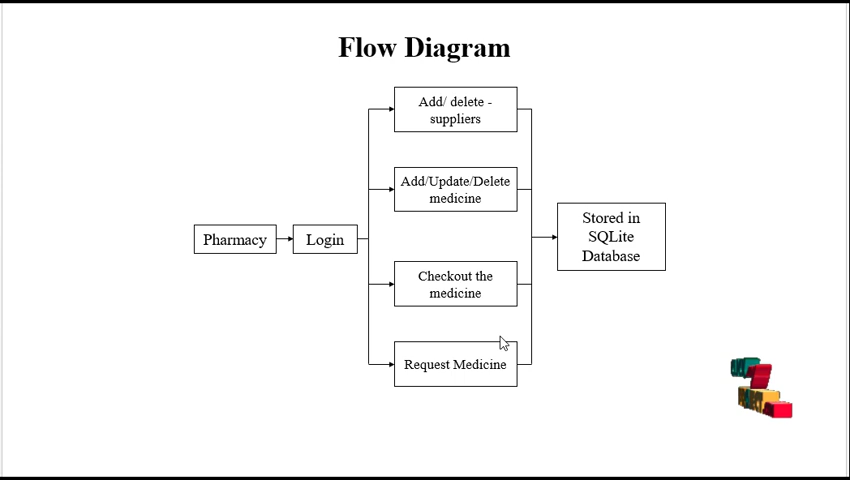 Flow Diagram
Add/ delete -
suppliers
Add/Update/Delete
medicine
Pharmacy
Login
Stored in
SQLite
Database
Checkout the
medicine
Request Medicine